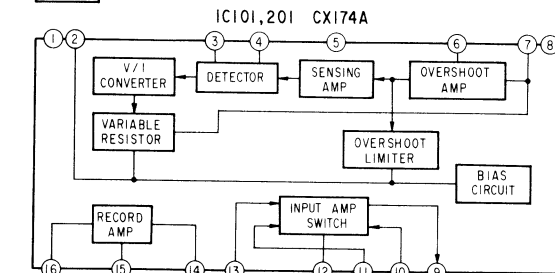 IC101,201 CX174A
1 2 3 4 5 6 7 8
V/I
CONVERTER
DETECTOR
SENSING
AMP
OVERSHOOT
AMP
VARIABLE
RESISTOR
OVERSHOOT
LIMITER
BIAS
CIRCUIT
RECORD
AMP
INPUT AMP
SWITCH
16 15 14 13 12 11 10 9